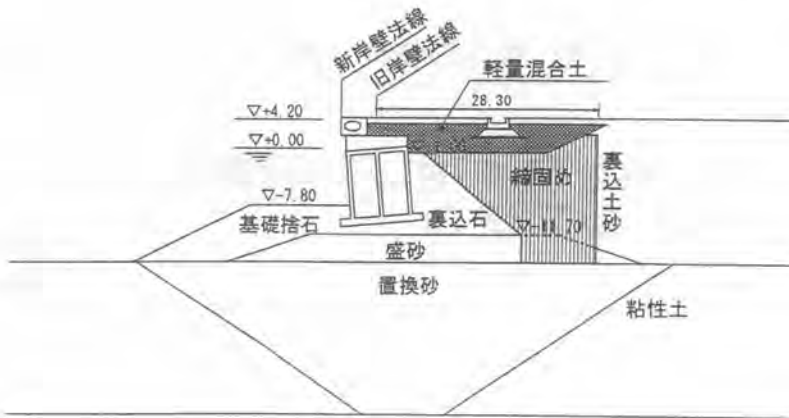 新岸壁法線
旧岸壁法線
軽量混合土
28.30
▽+4.20
▽+0.00
締固め
裏込土砂
▽-7.80
基礎捨石
裏込石
▽-11.70
盛砂
置換砂
粘性土